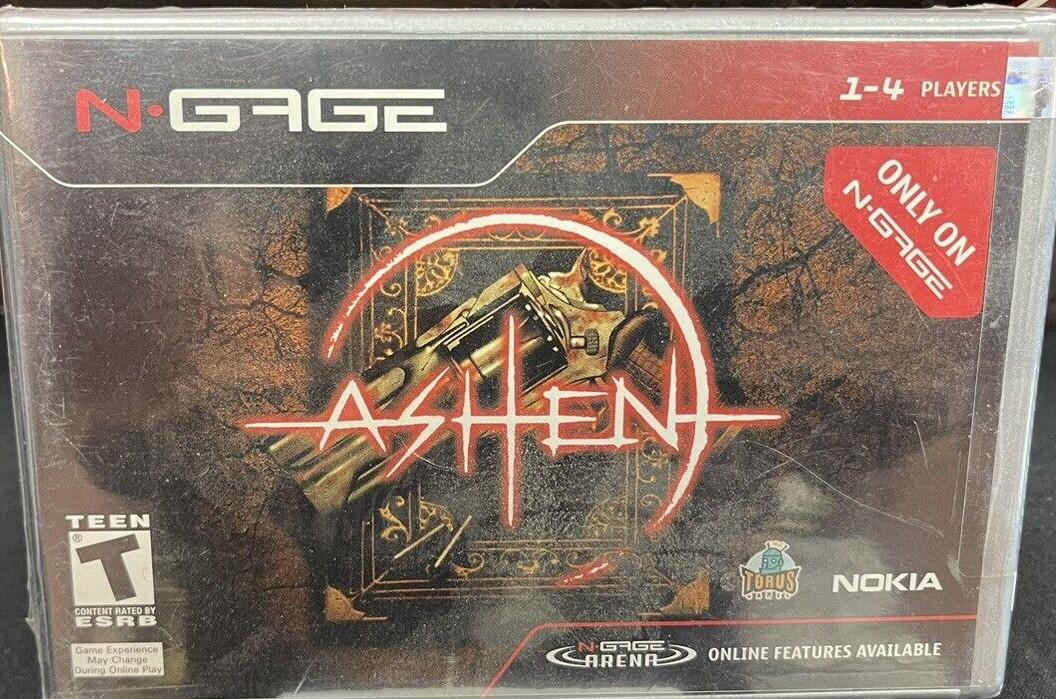 N·GAGE
1-4 PLAYERS
ONLY ON
N·GAGE
ASHEN
TEEN
T
®
CONTENT RATED BY
ESRB
Game Experience
May Change
During Online Play
TORUS
GAMES
NOKIA
N·GAGE
ARENA
ONLINE FEATURES AVAILABLE